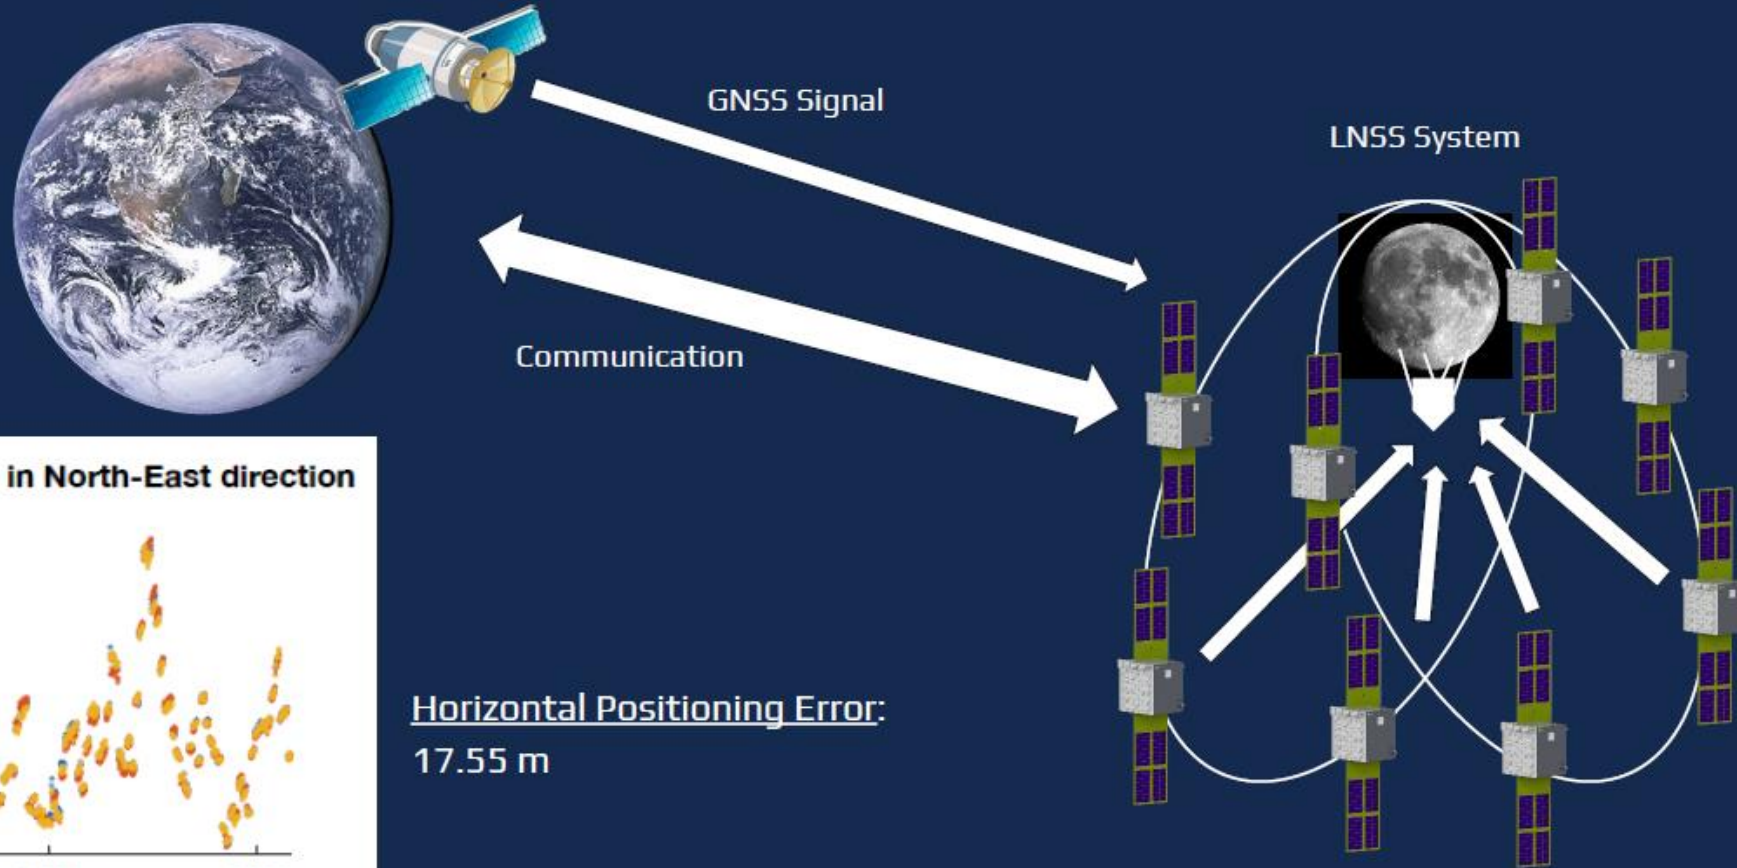 GNSS Signal
LNSS System
Communication
in North-East direction
Horizontal Positioning Error:
17.55 m